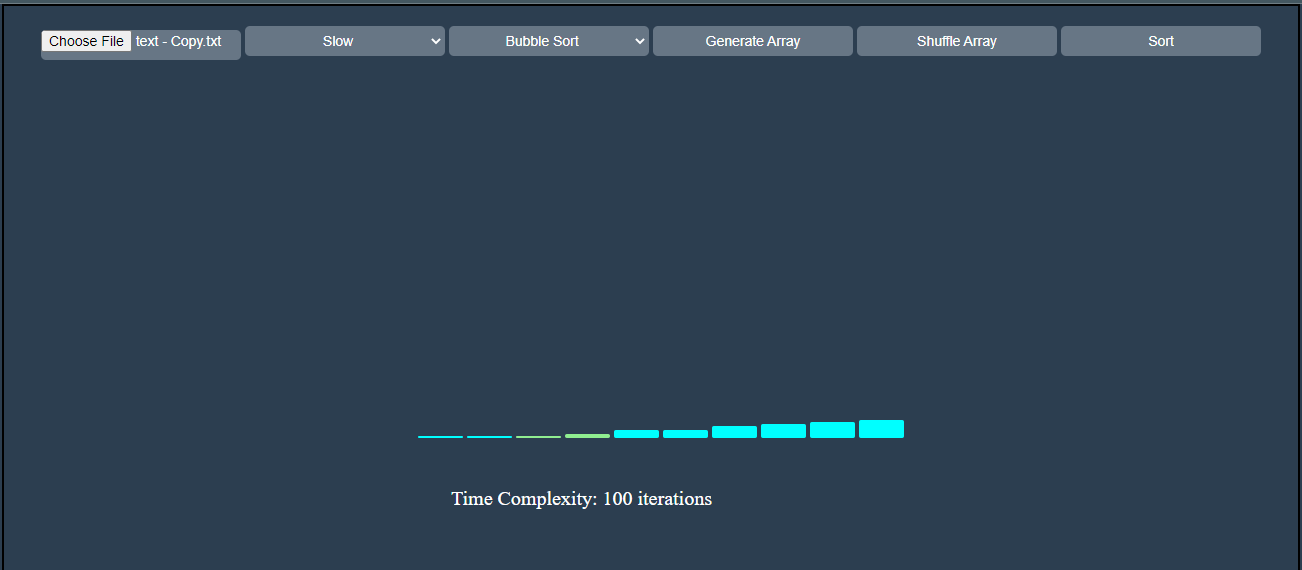 Choose File text - Copy.txt Slow Bubble Sort Generate Array Shuffle Array Sort
Time Complexity: 100 iterations